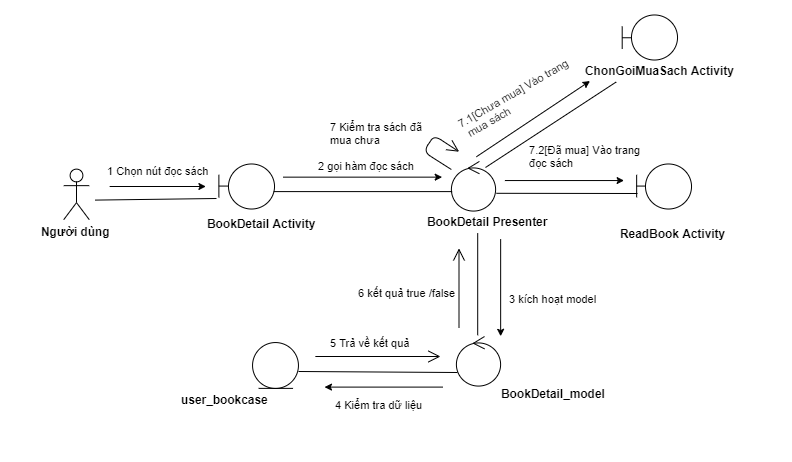 ChonGoiMuaSach Activity
7.1[Chưa mua] Vào trang
mua sách
7 Kiểm tra sách đã
mua chưa
7.2[Đã mua] Vào trang
đọc sách
1 Chọn nút đọc sách
2 gọi hàm đọc sách
Người dùng
BookDetail Activity
BookDetail Presenter
ReadBook Activity
6 kết quả true /false
3 kích hoạt model
5 Trả về kết quả
user_bookcase
4 Kiểm tra dữ liệu
BookDetail_model